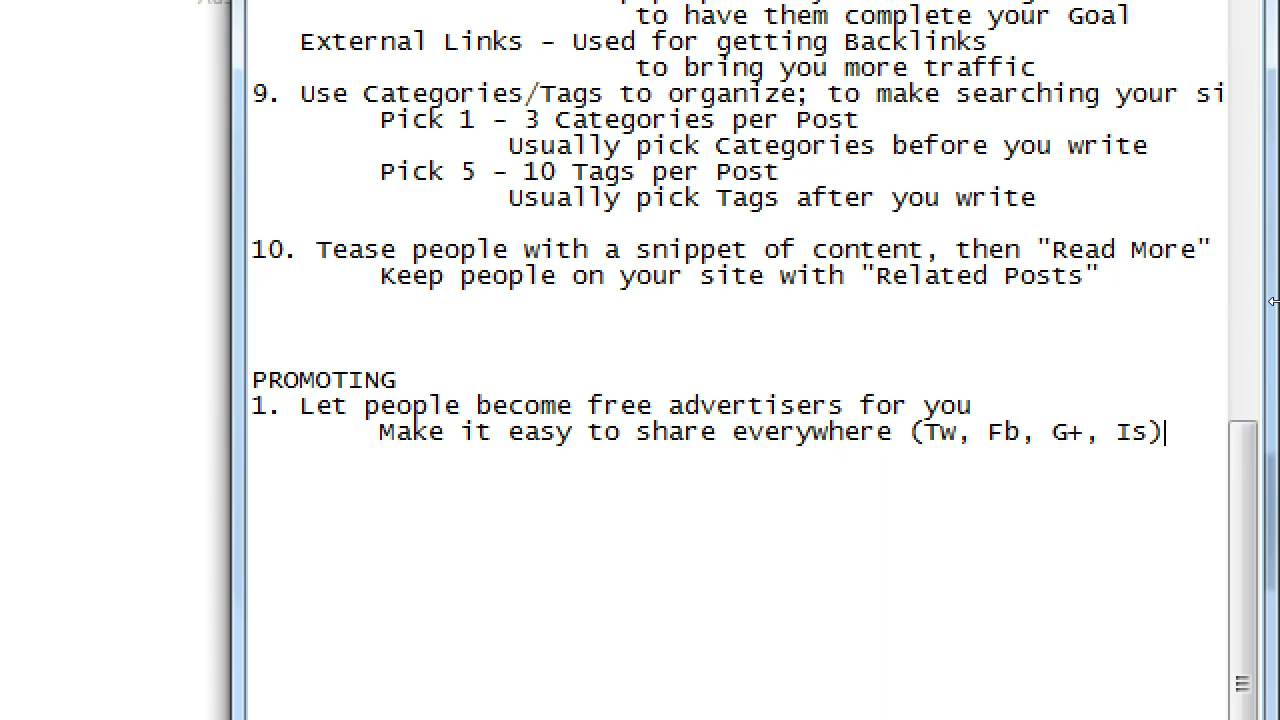 to have them complete your Goal
External Links - Used for getting Backlinks
to bring you more traffic
9. Use Categories/Tags to organize; to make searching your si
Pick 1 - 3 Categories per Post
Usually pick Categories before you write
Pick 5 - 10 Tags per Post
Usually pick Tags after you write
10. Tease people with a snippet of content, then "Read More"
Keep people on your site with "Related Posts"
PROMOTING
1. Let people become free advertisers for you
Make it easy to share everywhere (Tw, Fb, G+, Is)